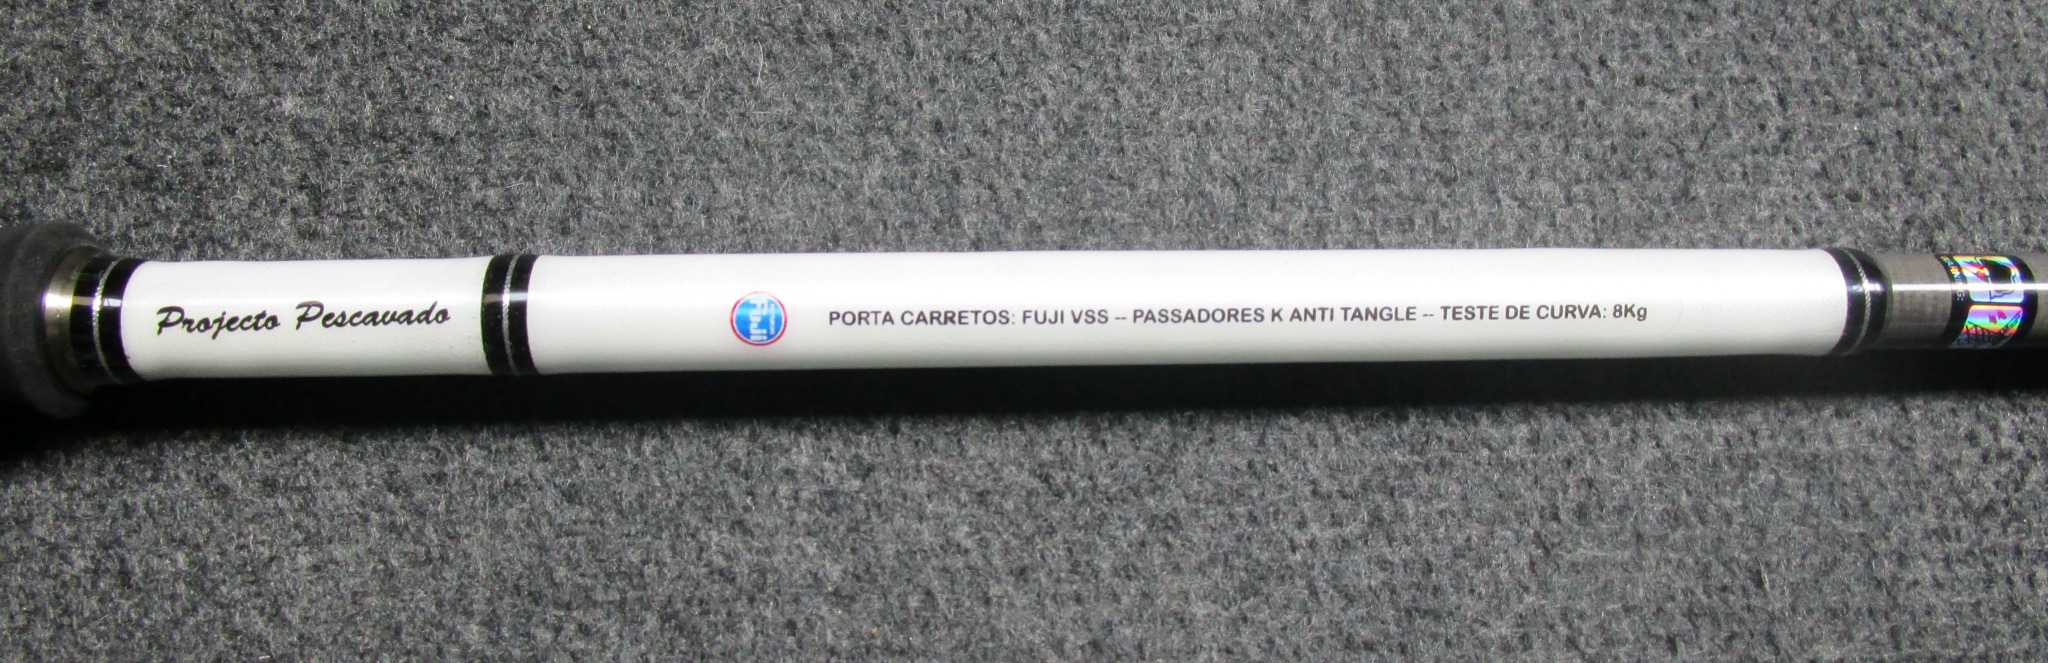 Projecto Pescavado
Fuji
PORTA CARRETOS: FUJI VSS -- PASSADORES K ANTI TANGLE -- TESTE DE CURVA: 8Kg